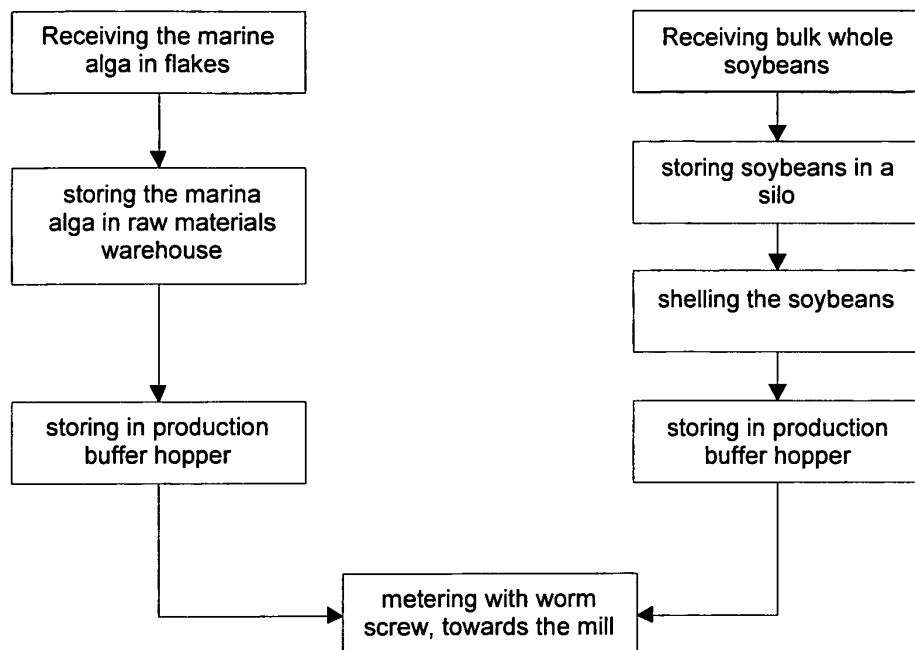 Receiving the marine
alga in flakes
storing the marina
alga in raw materials
warehouse
storing in production
buffer hopper
Receiving bulk whole
soybeans
storing soybeans in a
silo
shelling the soybeans
storing in production
buffer hopper
metering with worm
screw, towards the mill